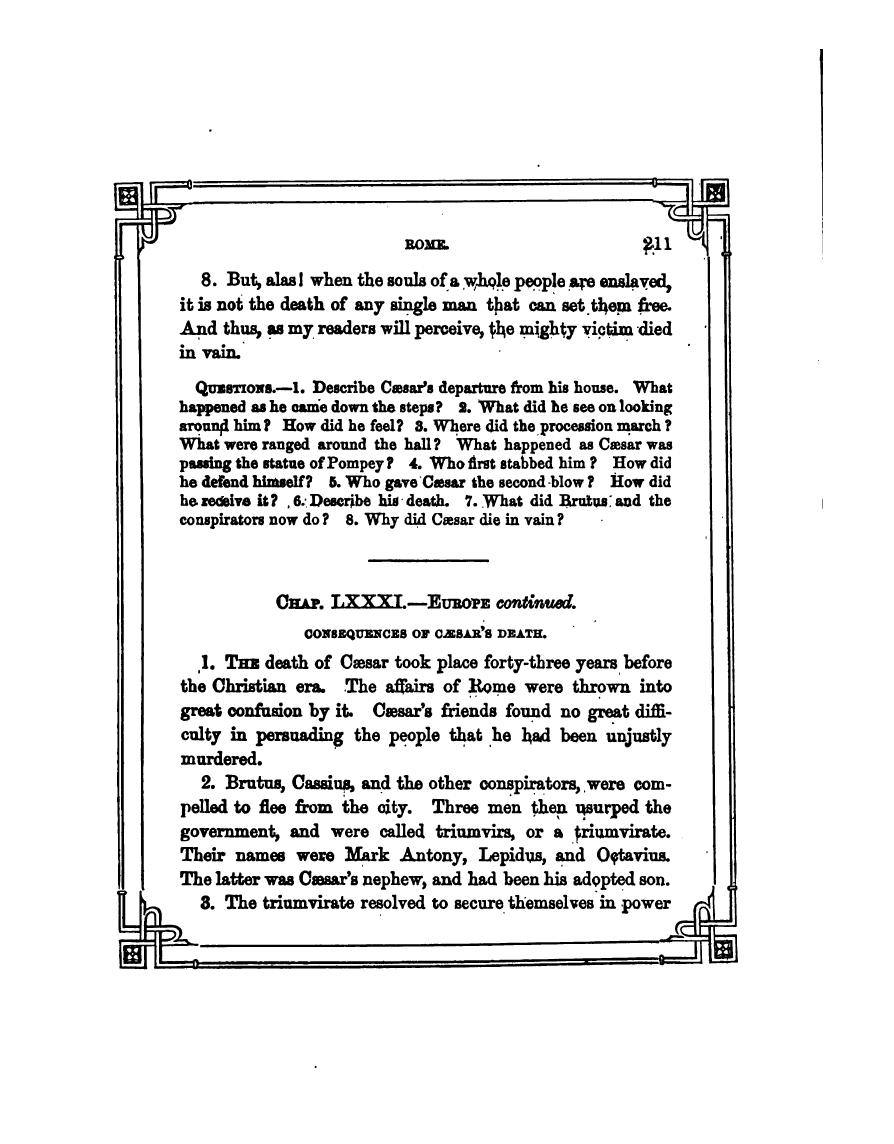 ROME. 211
8. But, alas! when the souls of a whole people are enslaved,
it is not the death of any single man that can set them free.
And thus, as my readers will perceive, the mighty victim died
in vain.
QUESTIONS.—1. Describe Cæsar's departure from his house. What
happened as he came down the steps? 2. What did he see on looking
around him? How did he feel? 3. Where did the procession march?
What were ranged around the hall? What happened as Cæsar was
passing the statue of Pompey? 4. Who first stabbed him? How did
he defend himself? 5. Who gave Cæsar the second blow? How did
he receive it? 6. Describe his death. 7. What did Brutus and the
conspirators now do? 8. Why did Cæsar die in vain?
CHAP. LXXXI.—EUROPE continued.
CONSEQUENCES OF CÆSAR'S DEATH.
1. THE death of Cæsar took place forty-three years before
the Christian era. The affairs of Rome were thrown into
great confusion by it. Cæsar's friends found no great diffi-
culty in persuading the people that he had been unjustly
murdered.
2. Brutus, Cassius, and the other conspirators, were com-
pelled to flee from the city. Three men then usurped the
government, and were called triumvirs, or a triumvirate.
Their names were Mark Antony, Lepidus, and Octavius.
The latter was Cæsar's nephew, and had been his adopted son.
3. The triumvirate resolved to secure themselves in power